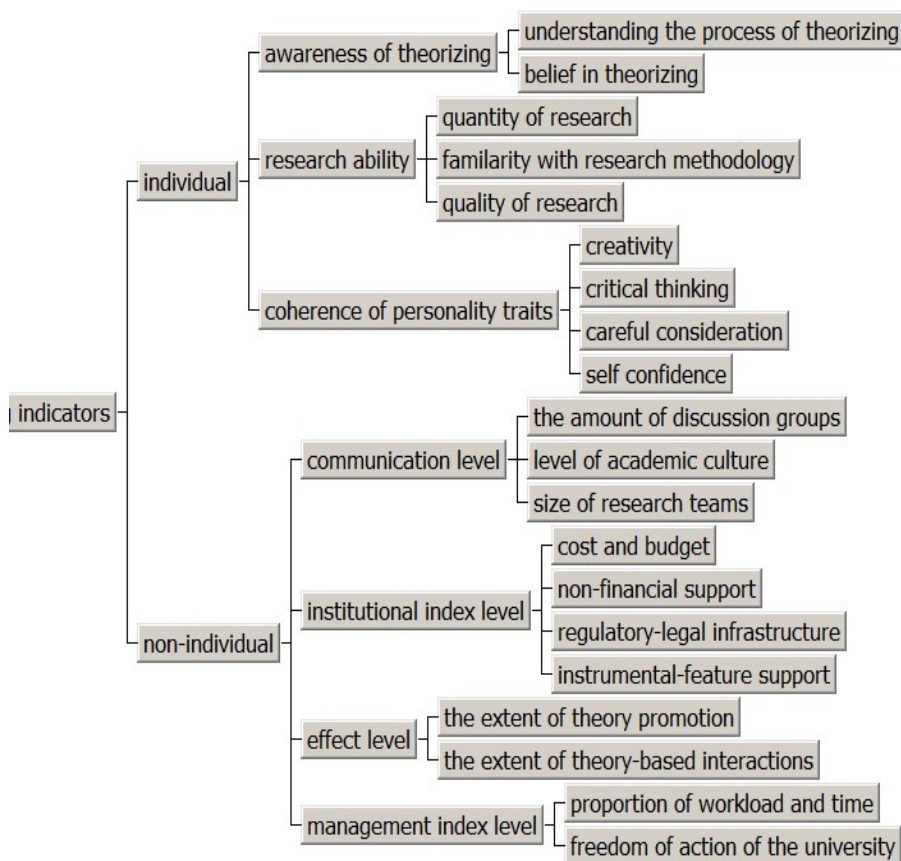 understanding the process of theorizing
awareness of theorizing
belief in theorizing
quantity of research
research ability
familarity with research methodology
individual
quality of research
creativity
critical thinking
coherence of personality traits
careful consideration
self confidence
indicators
the amount of discussion groups
communication level
level of academic culture
size of research teams
cost and budget
non-financial support
institutional index level
regulatory-legal infrastructure
non-individual
instrumental-feature support
the extent of theory promotion
effect level
the extent of theory-based interactions
proportion of workload and time
management index level
freedom of action of the university